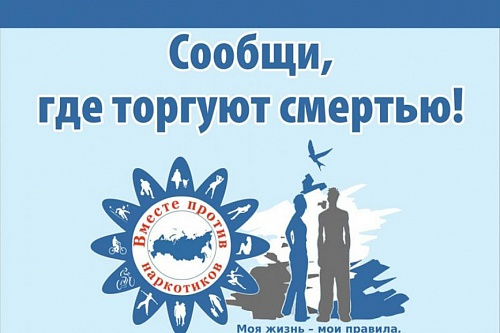 Сообщи,
где торгуют смертью!
Вместе против
наркотиков
Моя жизнь – мои правила.